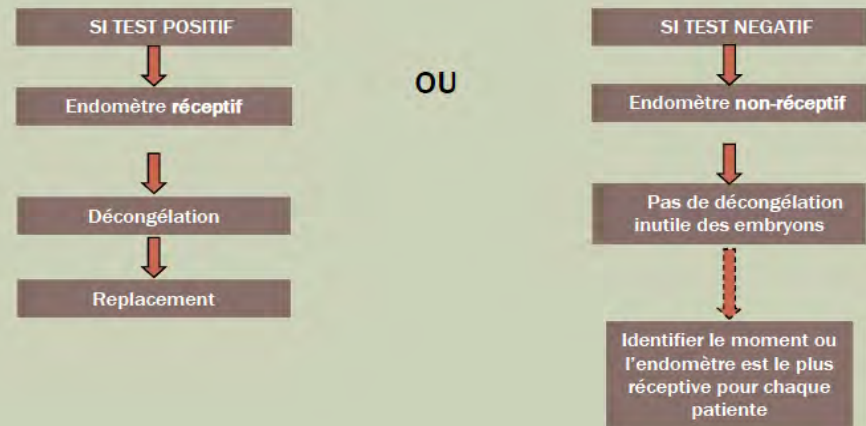 SI TEST POSITIF
Endomètre réceptif
Décongélation
Replacement
OU
SI TEST NEGATIF
Endomètre non-réceptif
Pas de décongélation
inutile des embryons
Identifier le moment ou
l'endomètre est le plus
réceptive pour chaque
patiente